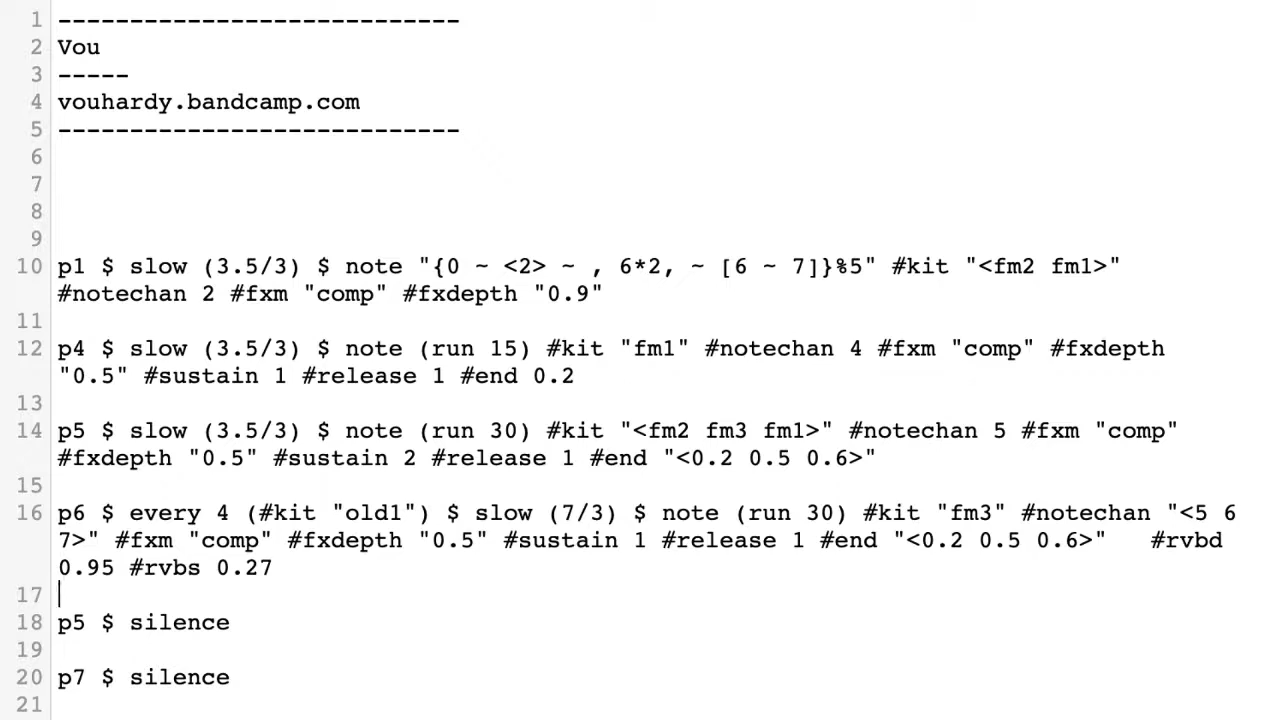 1 ----------------------------
2 Vou
3 -----
4 vouhardy.bandcamp.com
5 ----------------------------
6
7
8
9
10 p1 $ slow (3.5/3) $ note "{0 ~ <2> ~ , 6*2, ~ [6 ~ 7]}%5" #kit "<fm2 fm1>"
#notechan 2 #fxm "comp" #fxdepth "0.9"
11
12 p4 $ slow (3.5/3) $ note (run 15) #kit "fm1" #notechan 4 #fxm "comp" #fxdepth
"0.5" #sustain 1 #release 1 #end 0.2
13
14 p5 $ slow (3.5/3) $ note (run 30) #kit "<fm2 fm3 fm1>" #notechan 5 #fxm "comp"
#fxdepth "0.5" #sustain 2 #release 1 #end "<0.2 0.5 0.6>"
15
16 p6 $ every 4 (#kit "old1") $ slow (7/3) $ note (run 30) #kit "fm3" #notechan "<5 6
7>" #fxm "comp" #fxdepth "0.5" #sustain 1 #release 1 #end "<0.2 0.5 0.6>"   #rvbd
0.95 #rvbs 0.27
17
18 p5 $ silence
19
20 p7 $ silence
21